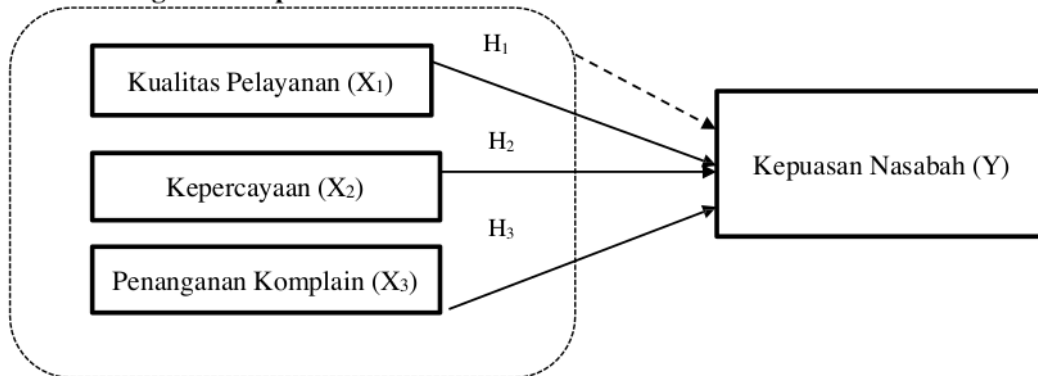 Kualitas Pelayanan (X1)
H1
Kepercayaan (X2)
H2
Kepuasan Nasabah (Y)
Penanganan Komplain (X3)
H3